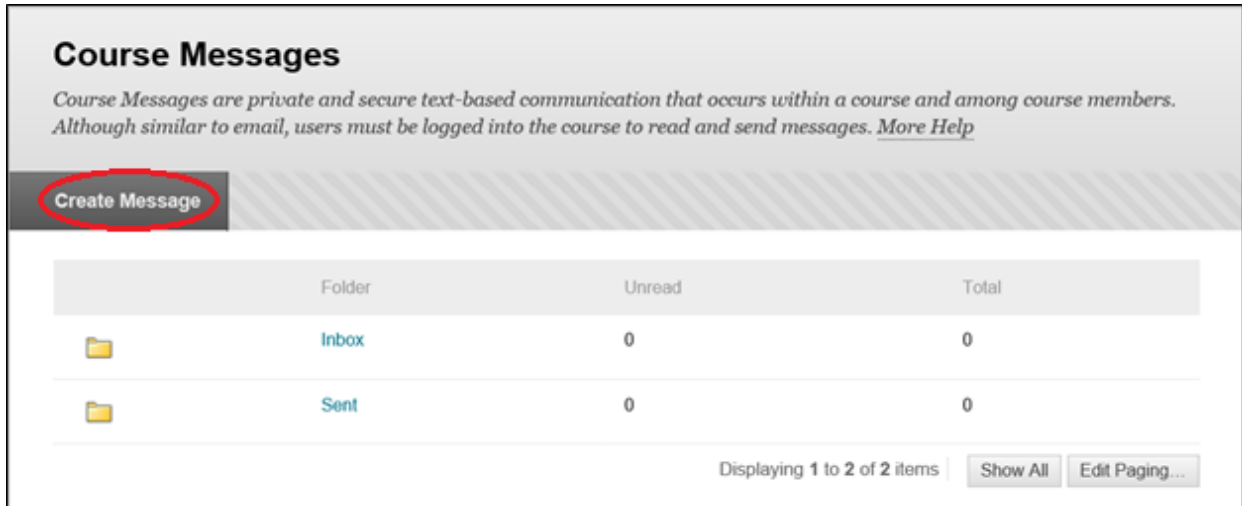 Course Messages
Course Messages are private and secure text-based communication that occurs within a course and among course members.
Although similar to email, users must be logged into the course to read and send messages. More Help
Create Message
Folder Unread Total
Inbox 0 0
Sent 0 0
Displaying 1 to 2 of 2 items Show All Edit Paging...